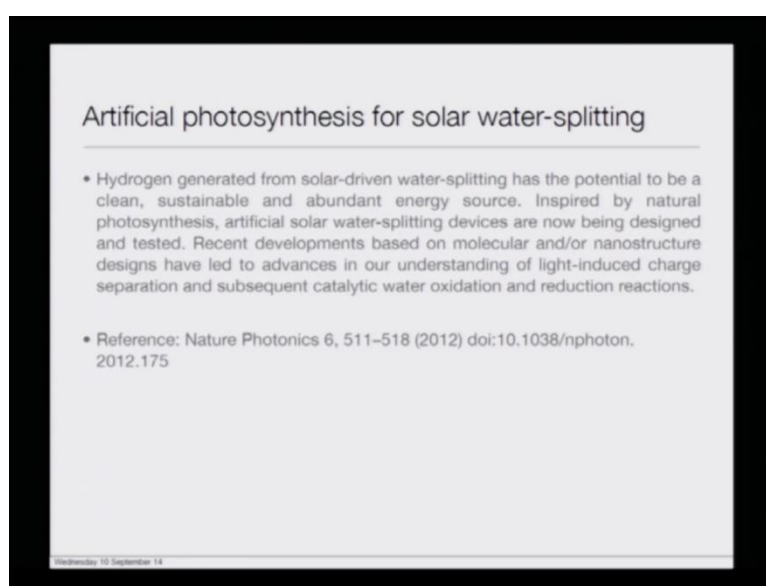 Artificial photosynthesis for solar water-splitting
• Hydrogen generated from solar-driven water-splitting has the potential to be a
clean, sustainable and abundant energy source. Inspired by natural
photosynthesis, artificial solar water-splitting devices are now being designed
and tested. Recent developments based on molecular and/or nanostructure
designs have led to advances in our understanding of light-induced charge
separation and subsequent catalytic water oxidation and reduction reactions.
• Reference: Nature Photonics 6, 511–518 (2012) doi:10.1038/nphoton.
2012.175
Wednesday 10 September 14